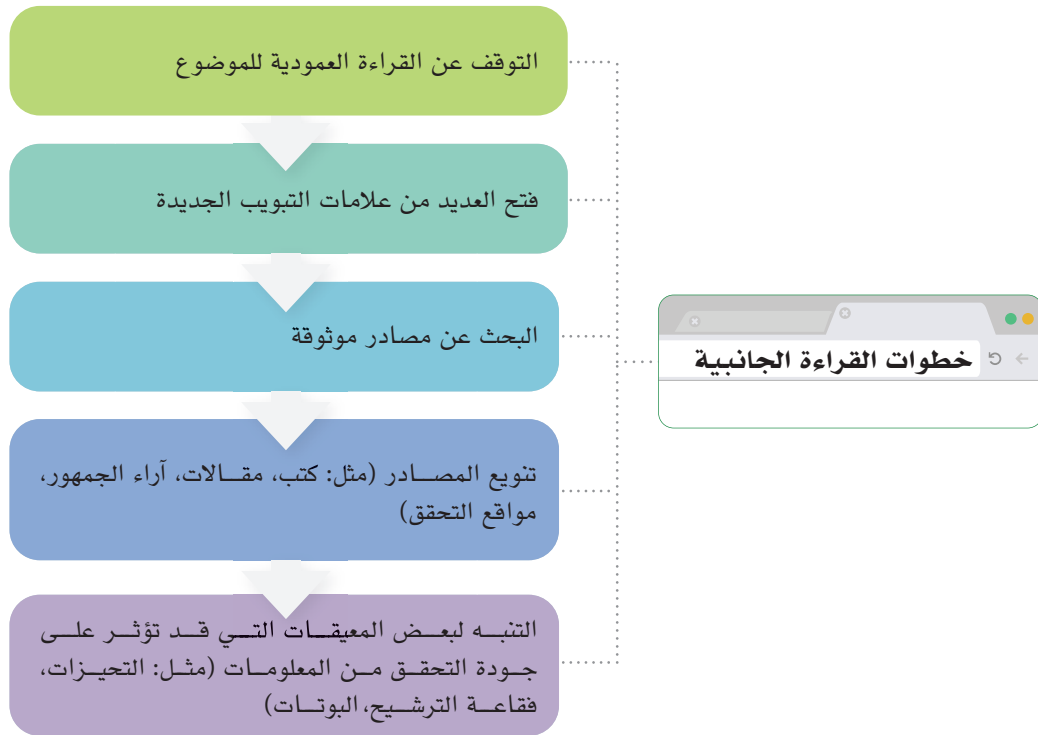 خطوات القراءة الجانبية
التوقف عن القراءة العمودية للموضوع
فتح العديد من علامات التبويب الجديدة
البحث عن مصادر موثوقة
تنويع المصادر (مثل: كتب، مقالات، آراء الجمهور،
مواقع التحقق)
التنبه لبعض المعيقات التي قد تؤثر على
جودة التحقق من المعلومات (مثل: التحيزات،
فقاعة الترشيح، البوتات)